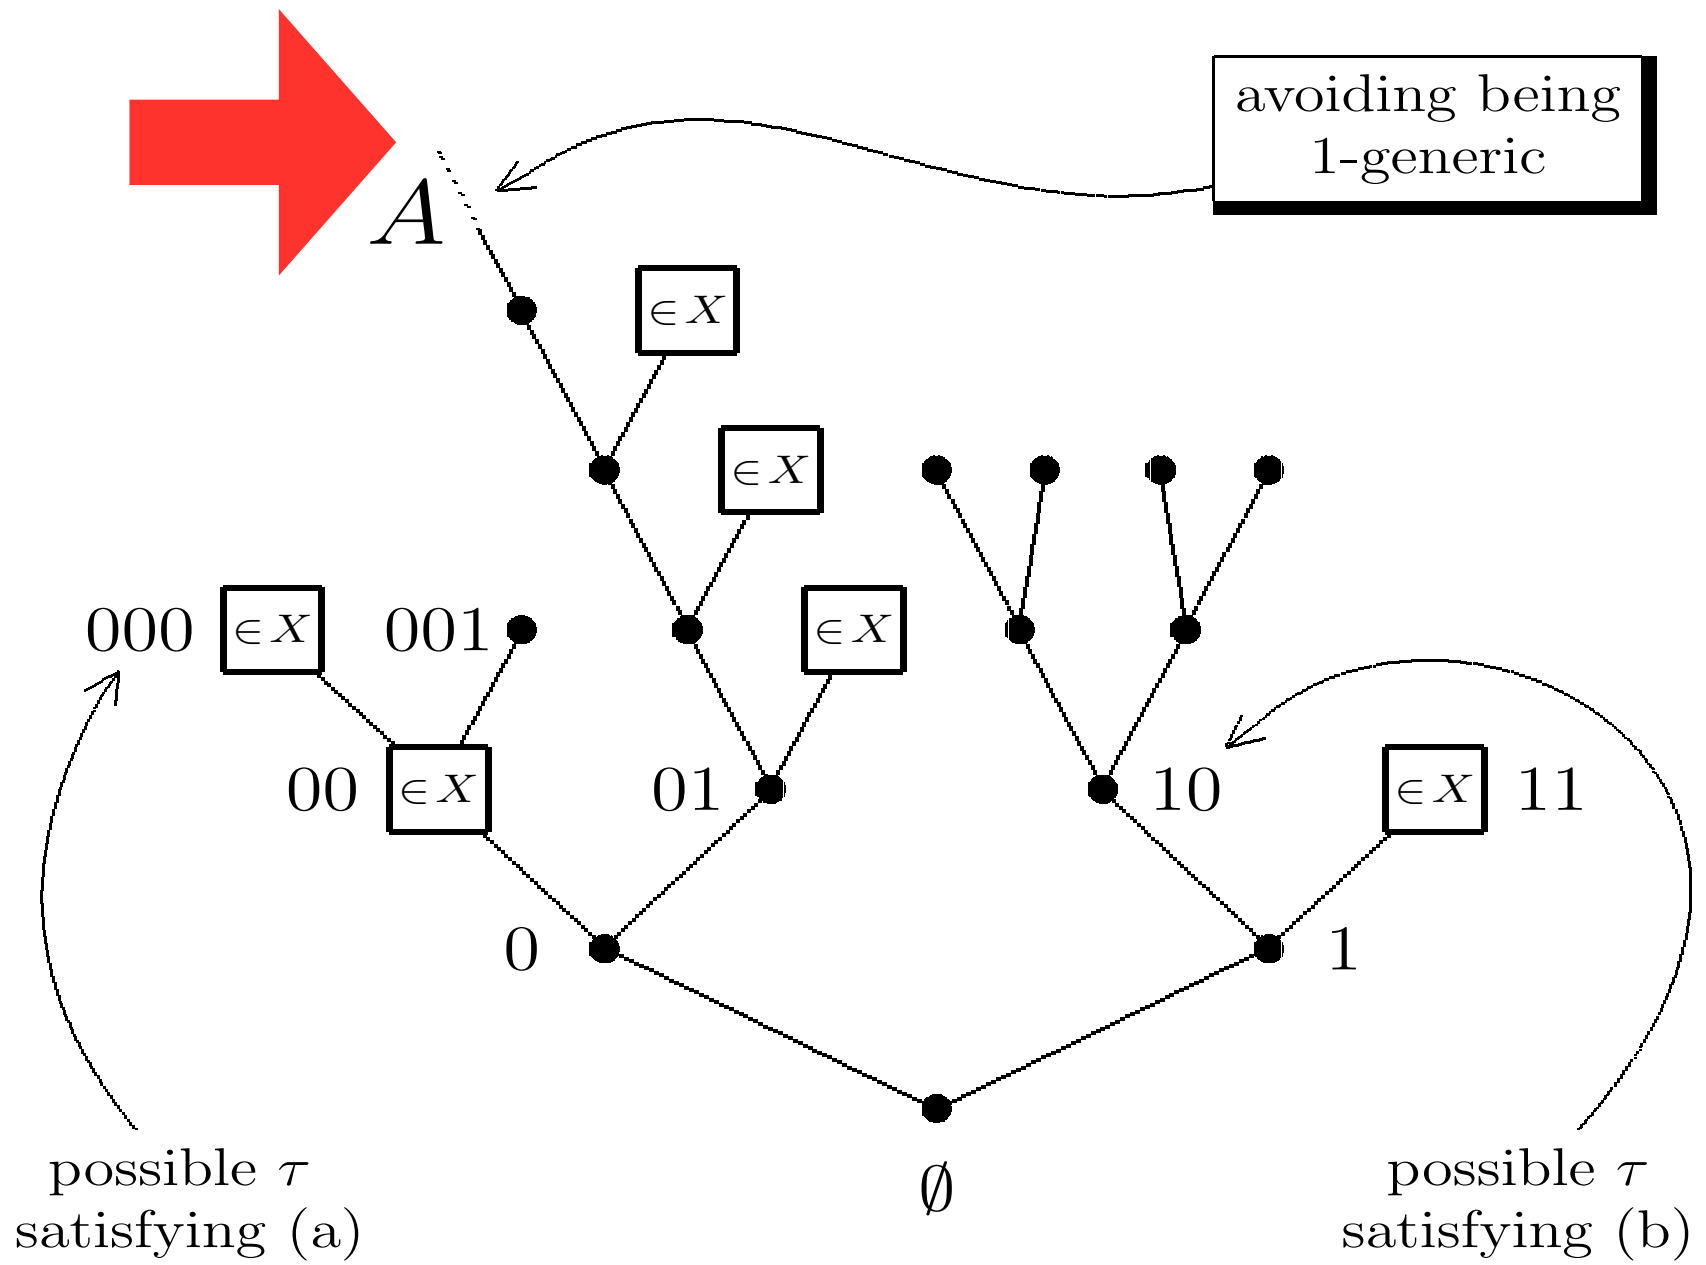 avoiding being
1-generic
A
∈ X
∈ X
000
∈ X
001
∈ X
00
∈ X
01
10
∈ X
11
0
1
∅
possible τ
satisfying (a)
possible τ
satisfying (b)